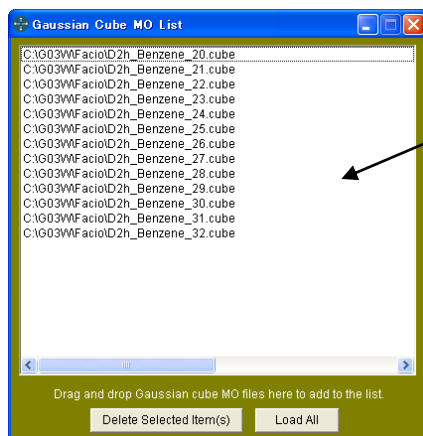 Gaussian Cube MO List
C:\G03W\Facio\D2h_Benzene_20.cube
C:\G03W\Facio\D2h_Benzene_21.cube
C:\G03W\Facio\D2h_Benzene_22.cube
C:\G03W\Facio\D2h_Benzene_23.cube
C:\G03W\Facio\D2h_Benzene_24.cube
C:\G03W\Facio\D2h_Benzene_25.cube
C:\G03W\Facio\D2h_Benzene_26.cube
C:\G03W\Facio\D2h_Benzene_27.cube
C:\G03W\Facio\D2h_Benzene_28.cube
C:\G03W\Facio\D2h_Benzene_29.cube
C:\G03W\Facio\D2h_Benzene_30.cube
C:\G03W\Facio\D2h_Benzene_31.cube
C:\G03W\Facio\D2h_Benzene_32.cube
Drag and drop Gaussian cube MO files here to add to the list.
Delete Selected Item(s) Load All